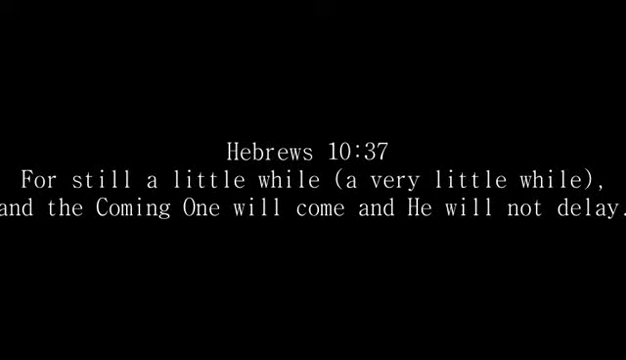 Hebrews 10:37
For still a little while (a very little while),
and the Coming One will come and He will not delay.